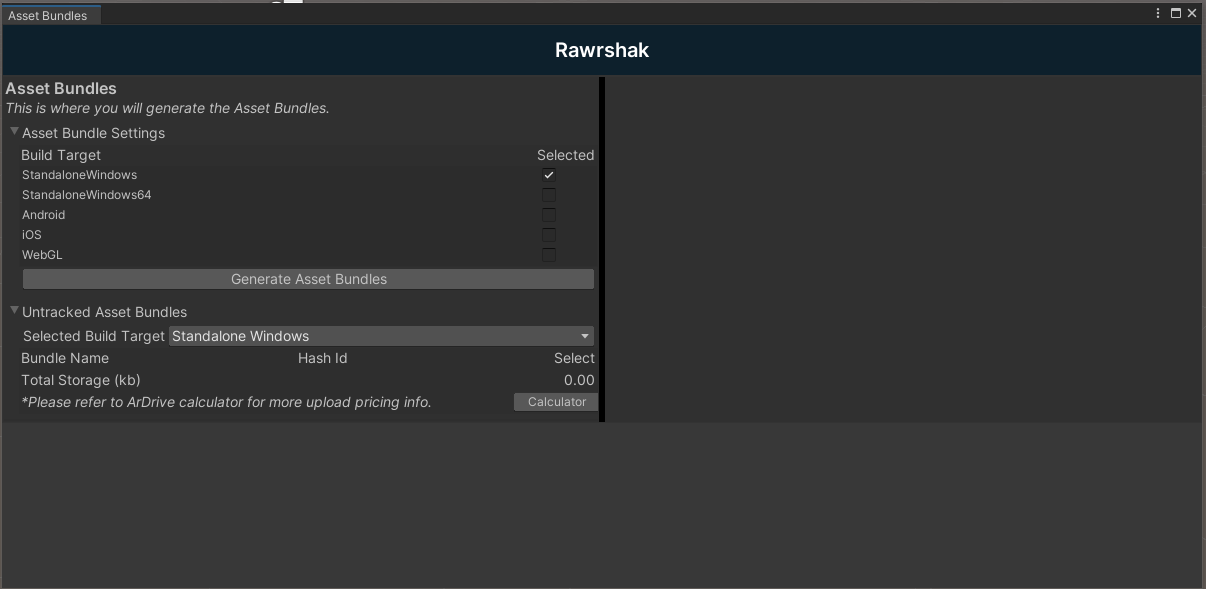 Asset Bundles
Rawrshak
Asset Bundles
This is where you will generate the Asset Bundles.
Asset Bundle Settings
Build Target Selected
StandaloneWindows
StandaloneWindows64
Android
iOS
WebGL
Generate Asset Bundles
Untracked Asset Bundles
Selected Build Target Standalone Windows
Bundle Name Hash Id Select
Total Storage (kb) 0.00
*Please refer to ArDrive calculator for more upload pricing info. Calculator